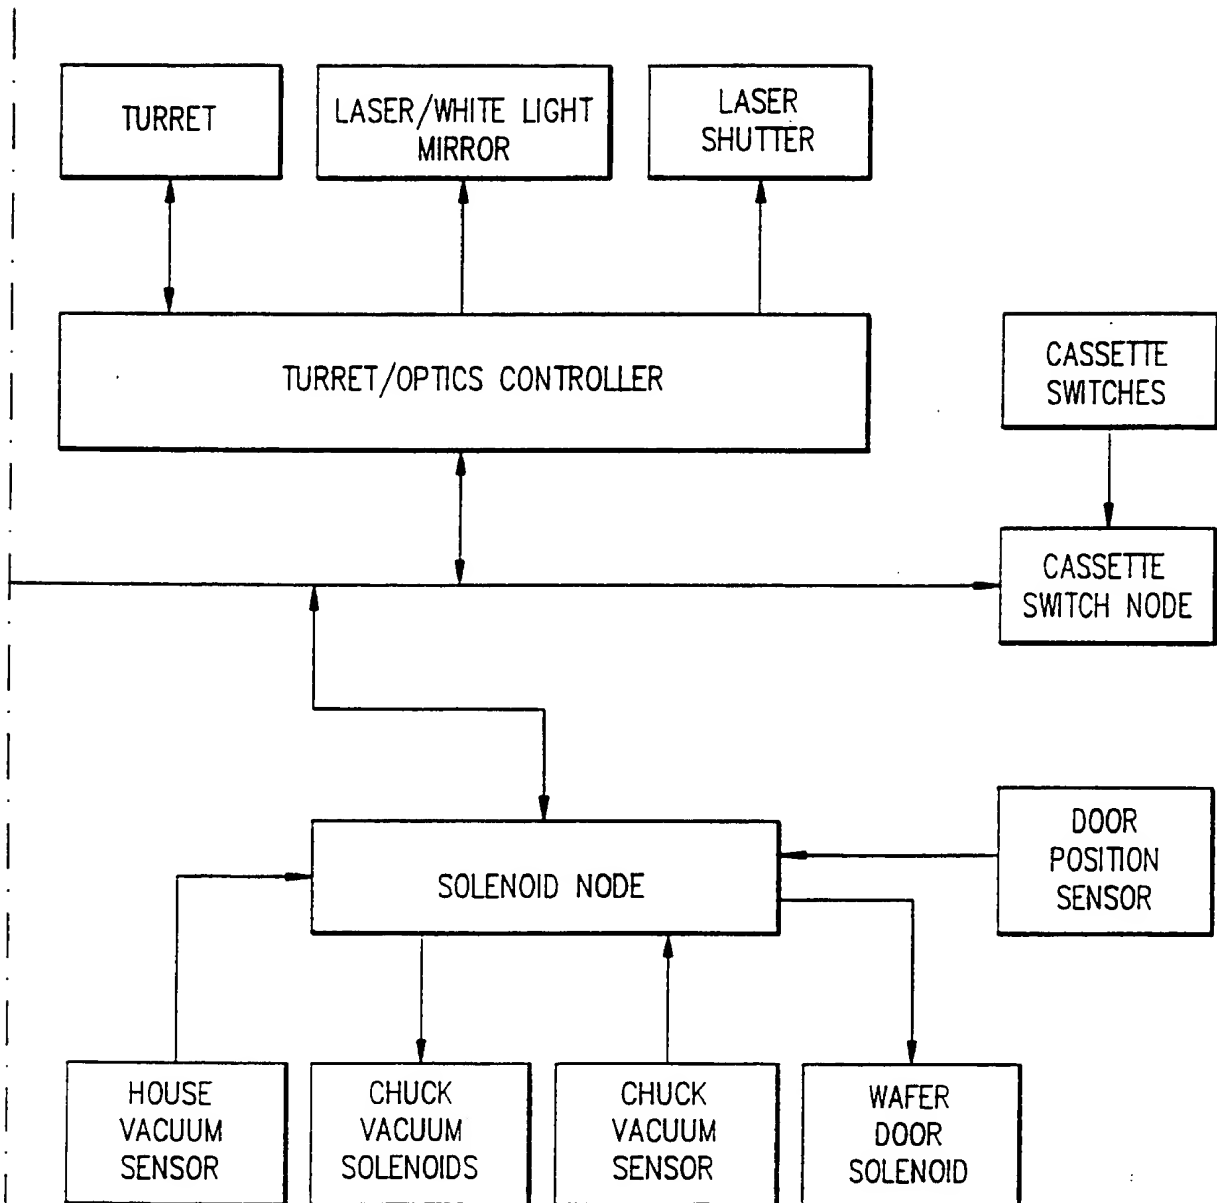 TURRET
LASER/WHITE LIGHT
MIRROR
LASER
SHUTTER
TURRET/OPTICS CONTROLLER
CASSETTE
SWITCHES
CASSETTE
SWITCH NODE
SOLENOID NODE
DOOR
POSITION
SENSOR
HOUSE
VACUUM
SENSOR
CHUCK
VACUUM
SOLENOIDS
CHUCK
VACUUM
SENSOR
WAFER
DOOR
SOLENOID